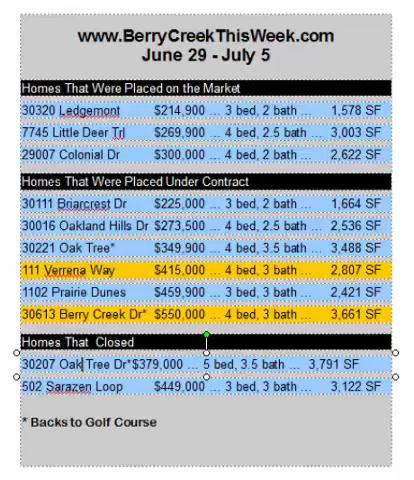 www.BerryCreekThisWeek.com
June 29 - July 5
Homes That Were Placed on the Market
30320 Ledgemont $214,900 ... 3 bed, 2 bath ... 1,578 SF
7745 Little Deer Trl $269,900 ... 4 bed, 2.5 bath ... 3,003 SF
29007 Colonial Dr $300,000 ... 4 bed, 2 bath ... 2,622 SF
Homes That Were Placed Under Contract
30111 Briarcrest Dr $225,000 ... 3 bed, 2 bath ... 1,664 SF
30016 Oakland Hills Dr $273,500 ... 4 bed, 2.5 bath ... 2,536 SF
30221 Oak Tree* $349,900 ... 4 bed, 3.5 bath ... 3,488 SF
111 Verrena Way $415,000 ... 4 bed, 3 bath ... 2,807 SF
1102 Prairie Dunes $459,900 ... 3 bed, 3 bath ... 2,421 SF
30613 Berry Creek Dr* $550,000 ... 4 bed, 3 bath ... 3,661 SF
Homes That Closed
30207 Oak Tree Dr*$379,000 ... 5 bed, 3.5 bath ... 3,791 SF
502 Sarazen Loop $449,000 ... 3 bed, 3 bath ... 3,122 SF
* Backs to Golf Course